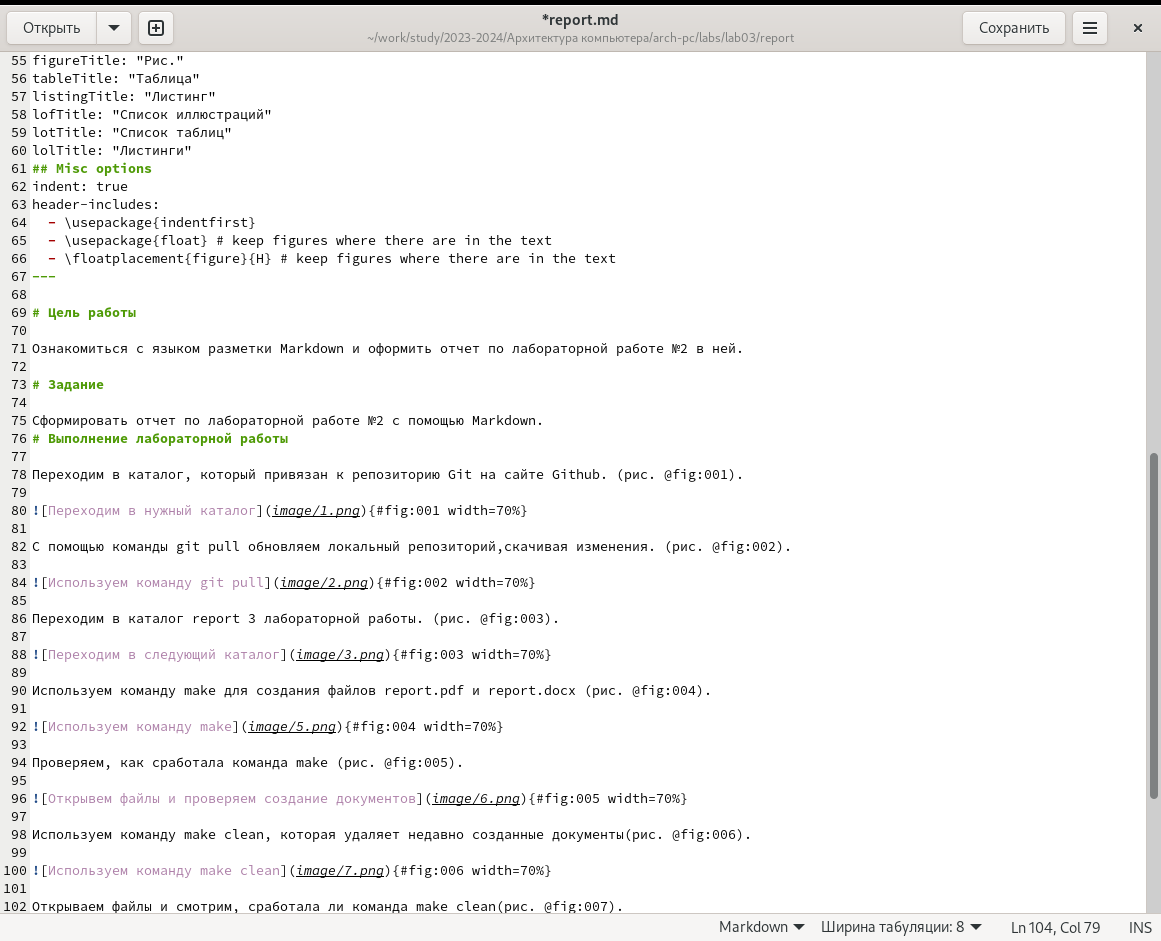 Открыть
*report.md
~/work/study/2023-2024/Архитектура компьютера/arch-pc/labs/lab03/report
Сохранить
55 figureTitle: "Рис."
56 tableTitle: "Таблица"
57 listingTitle: "Листинг"
58 lofTitle: "Список иллюстраций"
59 lotTitle: "Список таблиц"
60 lolTitle: "Листинги"
61 ## Misc options
62 indent: true
63 header-includes:
64   - \usepackage{indentfirst}
65   - \usepackage{float} # keep figures where there are in the text
66   - \floatplacement{figure}{H} # keep figures where there are in the text
67 ---
68
69 # Цель работы
70
71 Ознакомиться с языком разметки Markdown и оформить отчет по лабораторной работе №2 в ней.
72
73 # Задание
74
75 Сформировать отчет по лабораторной работе №2 с помощью Markdown.
76 # Выполнение лабораторной работы
77
78 Переходим в каталог, который привязан к репозиторию Git на сайте Github. (рис. @fig:001).
79
80 ![Переходим в нужный каталог](image/1.png){#fig:001 width=70%}
81
82 С помощью команды git pull обновляем локальный репозиторий,скачивая изменения. (рис. @fig:002).
83
84 ![Используем команду git pull](image/2.png){#fig:002 width=70%}
85
86 Переходим в каталог report 3 лабораторной работы. (рис. @fig:003).
87
88 ![Переходим в следующий каталог](image/3.png){#fig:003 width=70%}
89
90 Используем команду make для создания файлов report.pdf и report.docx (рис. @fig:004).
91
92 ![Используем команду make](image/5.png){#fig:004 width=70%}
93
94 Проверяем, как сработала команда make (рис. @fig:005).
95
96 ![Открывем файлы и проверяем создание документов](image/6.png){#fig:005 width=70%}
97
98 Используем команду make clean, которая удаляет недавно созданные документы(рис. @fig:006).
99
100 ![Используем команду make clean](image/7.png){#fig:006 width=70%}
101
102 Открываем файлы и смотрим, сработала ли команда make clean(рис. @fig:007).
Markdown
Ширина табуляции: 8
Ln 104, Col 79
INS